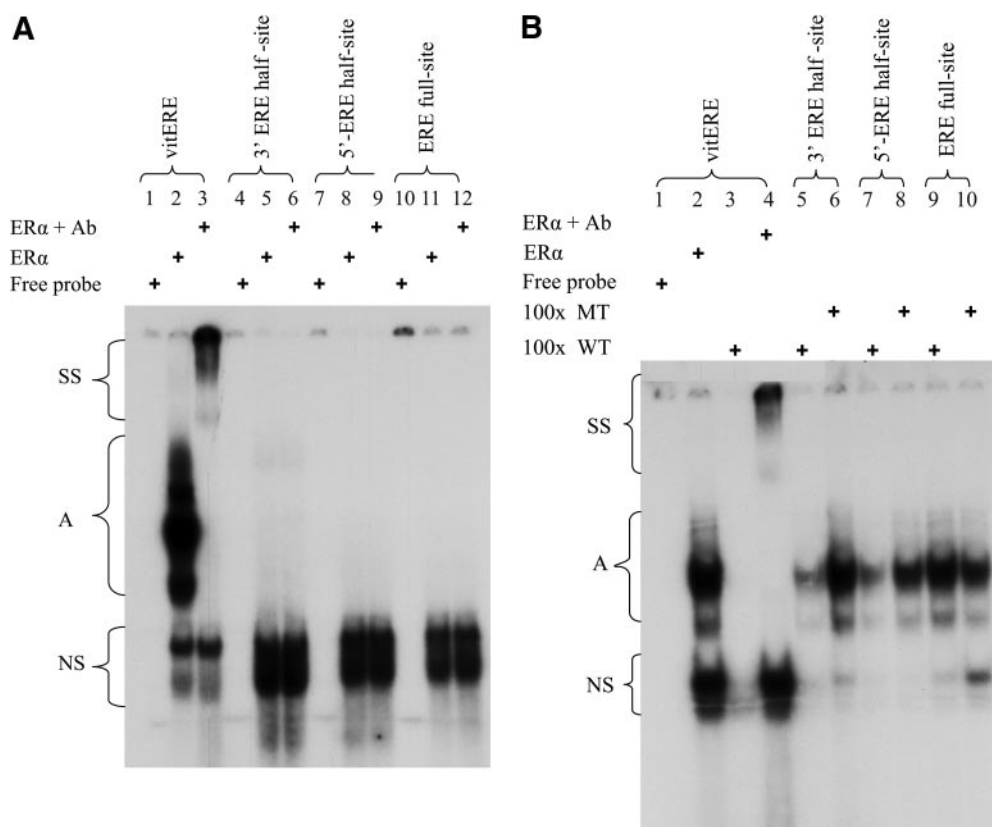 A
vitERE
3' ERE half -site
5'-ERE half-site
ERE full-site
1 2 3 4 5 6 7 8 9 10 11 12
ERα + Ab + + + +
ERα + + + +
Free probe + + + +
SS
A
NS
B
vitERE
3' ERE half -site
5'-ERE half-site
ERE full-site
1 2 3 4 5 6 7 8 9 10
ERα + Ab +
ERα +
Free probe +
100x MT + + +
100x WT + + + +
SS
A
NS